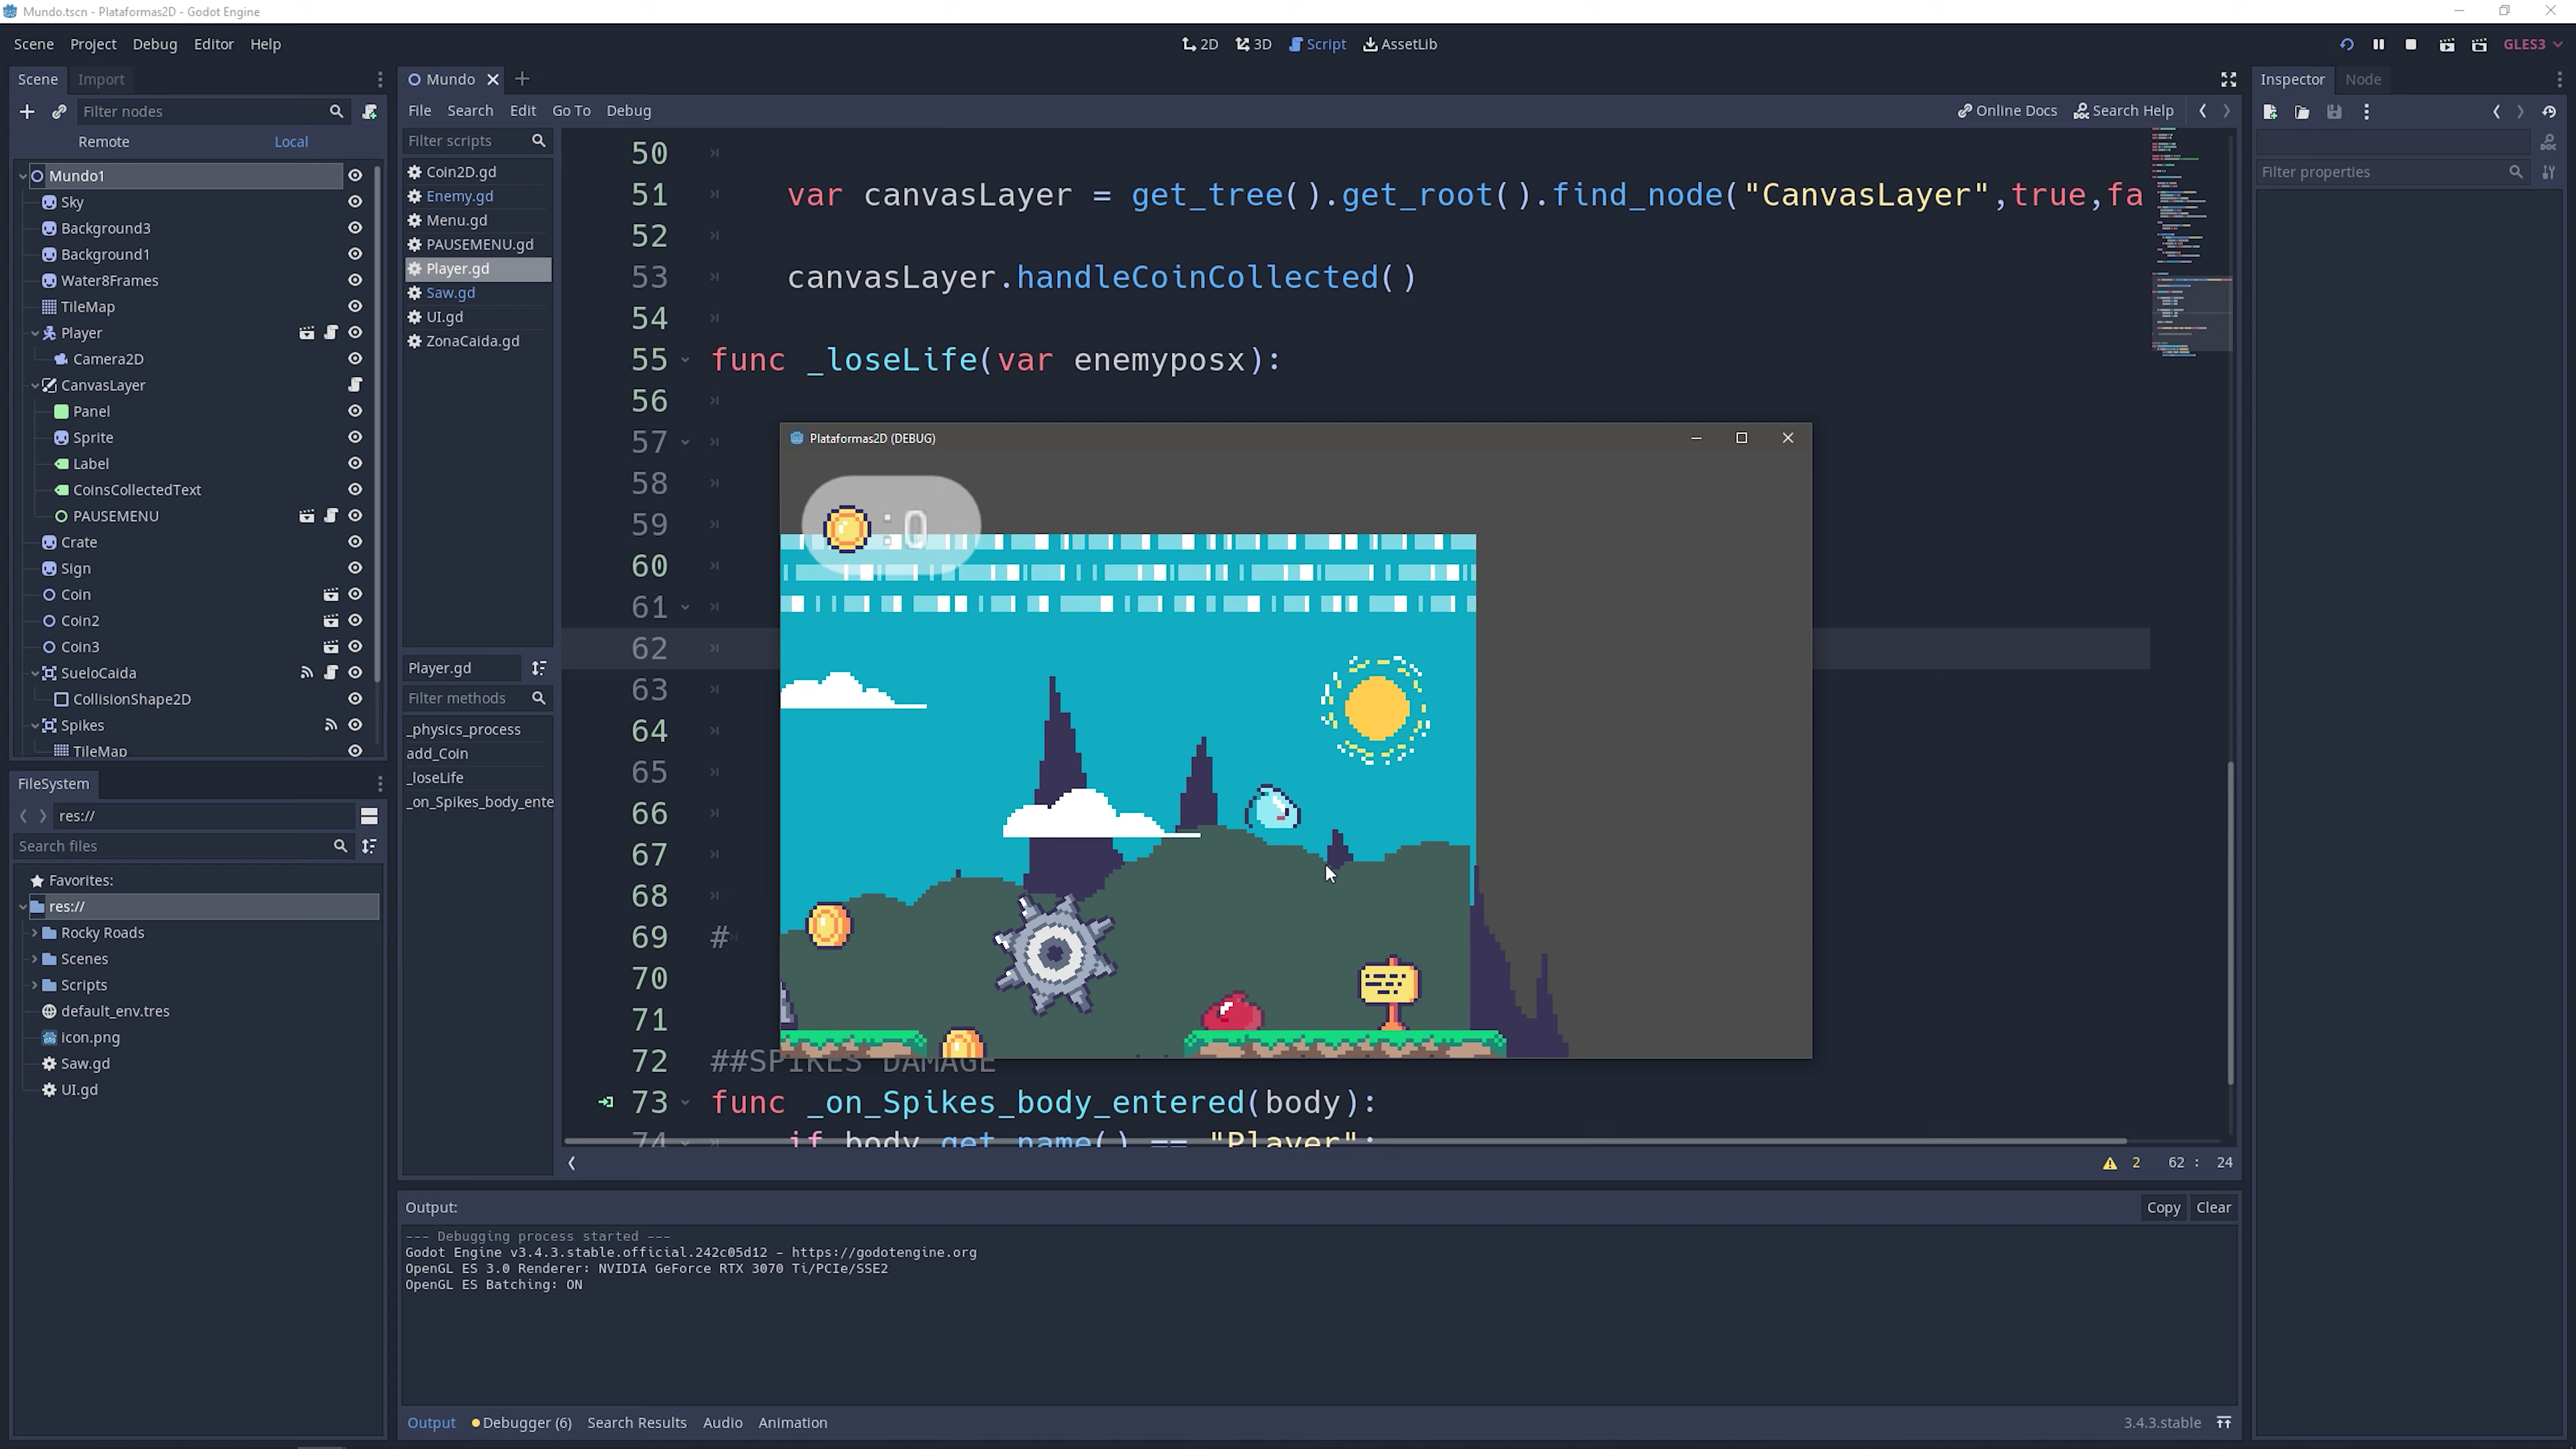 Mundo.tscn - Plataformas2D - Godot Engine
Scene Project Debug Editor Help
2D 3D Script AssetLib
GLES3
Scene Import
Filter nodes
Remote Local
Mundo1
Sky
Background3
Background1
Water8Frames
TileMap
Player
Camera2D
CanvasLayer
Panel
Sprite
Label
CoinsCollectedText
PAUSEMENU
Crate
Sign
Coin
Coin2
Coin3
SueloCaida
CollisionShape2D
Spikes
TileMap
FileSystem
res://
Search files
Favorites:
res://
Rocky Roads
Scenes
Scripts
default_env.tres
icon.png
Saw.gd
UI.gd
Mundo
File Search Edit Go To Debug
Online Docs Search Help
Filter scripts
Coin2D.gd
Enemy.gd
Menu.gd
PAUSEMENU.gd
Player.gd
Saw.gd
UI.gd
ZonaCaida.gd
Player.gd
Filter methods
_physics_process
add_Coin
_loseLife
_on_Spikes_body_ente
50
51 var canvasLayer = get_tree().get_root().find_node("CanvasLayer",true,fa
52
53 canvasLayer.handleCoinCollected()
54
55 func _loseLife(var enemyposx):
56
57
58
59
60
61
62
63
64
65
66
67
68
69 #
70
71
72 ##SPIKES DAMAGE
73 func _on_Spikes_body_entered(body):
74 if body.get_name() == "Player":
Plataformas2D (DEBUG)
:0
2 62 : 24
Output:
Copy Clear
--- Debugging process started ---
Godot Engine v3.4.3.stable.official.242c05d12 - https://godotengine.org
OpenGL ES 3.0 Renderer: NVIDIA GeForce RTX 3070 Ti/PCIe/SSE2
OpenGL ES Batching: ON
Output Debugger (6) Search Results Audio Animation
3.4.3.stable
Inspector Node
DOC
Filter properties